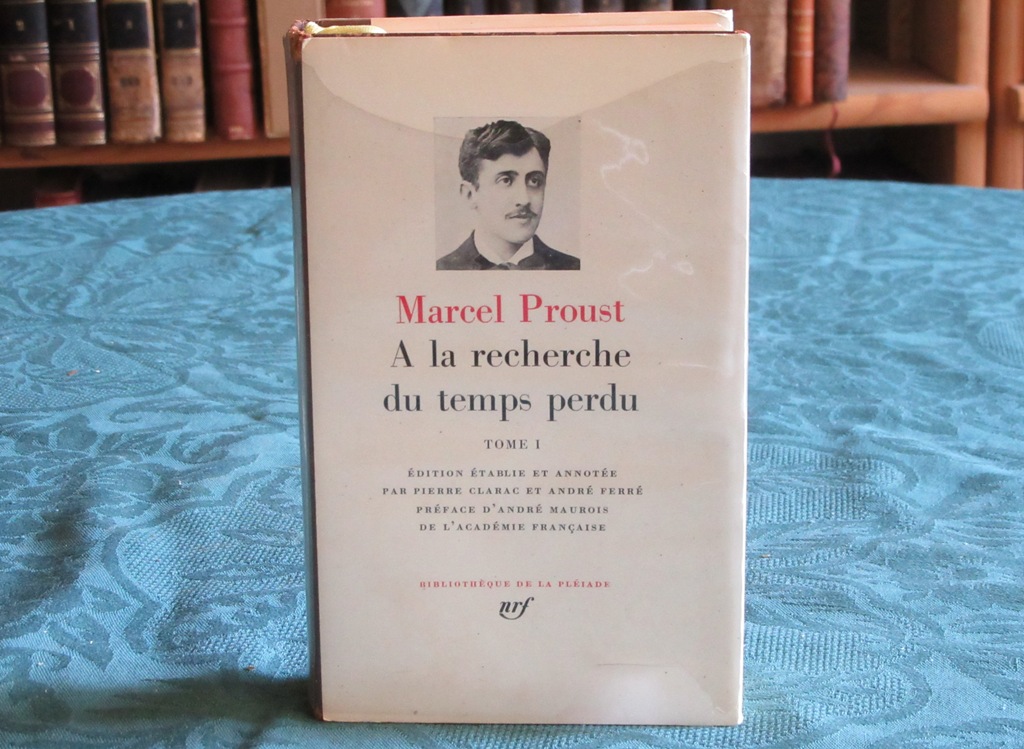 Marcel Proust
A la recherche
du temps perdu
TOME I
ÉDITION ÉTABLIE ET ANNOTÉE
PAR PIERRE CLARAC ET ANDRÉ FERRÉ
PRÉFACE D'ANDRÉ MAUROIS
DE L'ACADÉMIE FRANÇAISE
BIBLIOTHÈQUE DE LA PLÉIADE
nrf